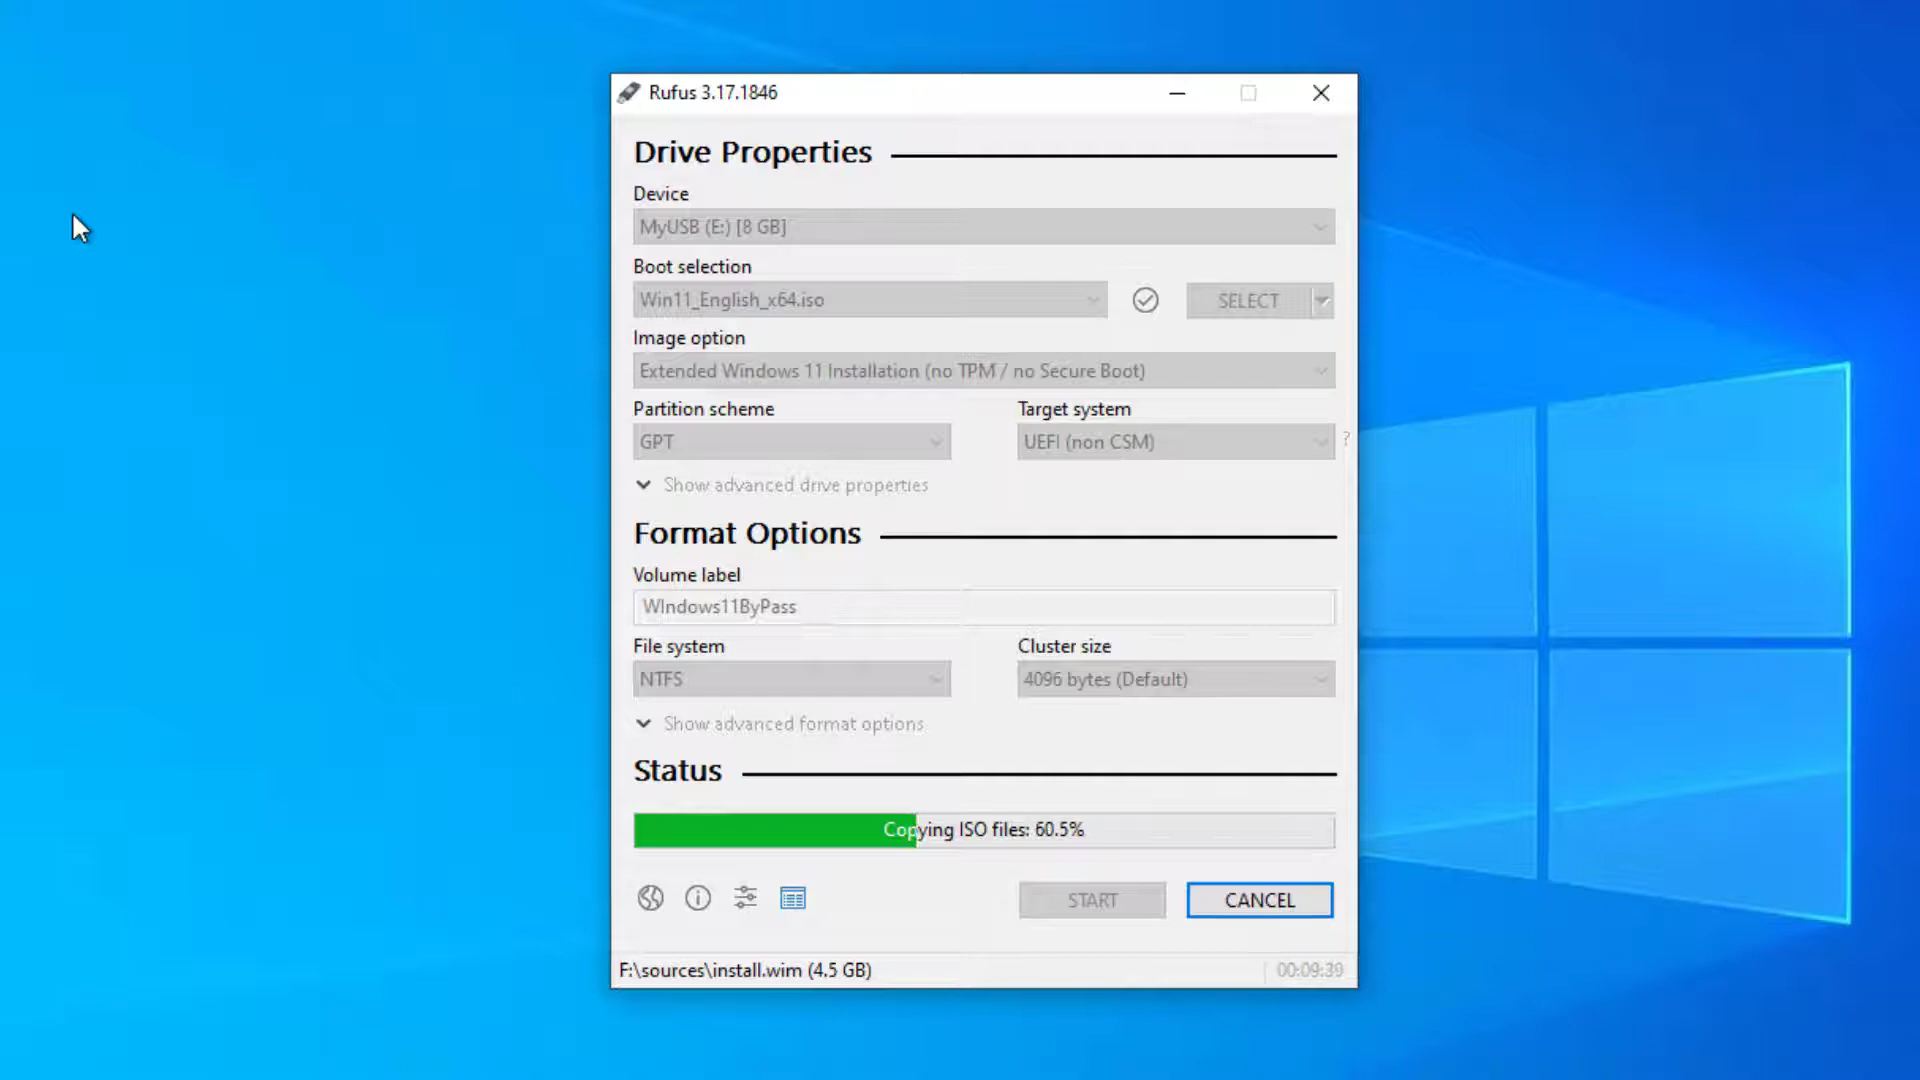 Rufus 3.17.1846
Drive Properties
Device
MyUSB (E:) [8 GB]
Boot selection
Win11_English_x64.iso
SELECT
Image option
Extended Windows 11 Installation (no TPM / no Secure Boot)
Partition scheme
Target system
GPT
UEFI (non CSM)
?
Show advanced drive properties
Format Options
Volume label
WIndows11ByPass
File system
Cluster size
NTFS
4096 bytes (Default)
Show advanced format options
Status
Copying ISO files: 60.5%
START
CANCEL
F:\sources\install.wim (4.5 GB)
00:09:39